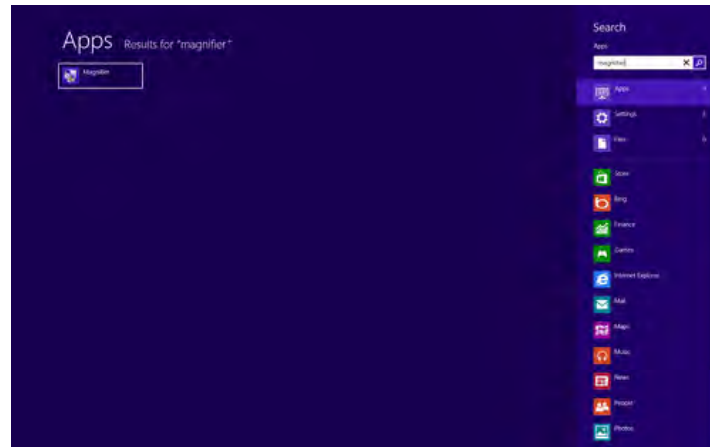 Apps Results for "magnifier"
Magnifier
Search
Apps
magnifier
Apps
Settings
Files
Store
Bing
Finance
Games
Internet Explorer
Mail
Maps
Music
News
People
Photos